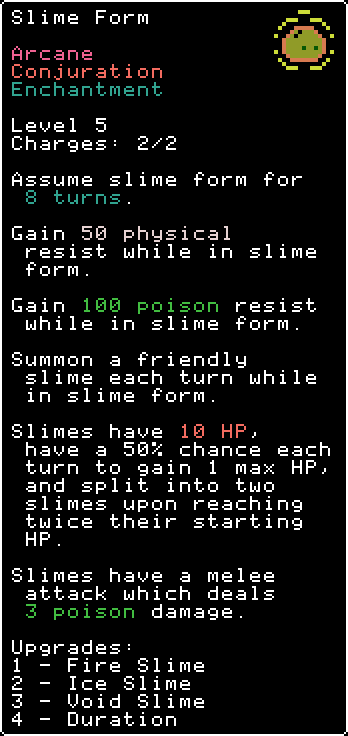 Slime Form
Arcane
Conjuration
Enchantment
Level 5
Charges: 2/2
Assume slime form for
8 turns.
Gain 50 physical
resist while in slime
form.
Gain 100 poison resist
while in slime form.
Summon a friendly
slime each turn while
in slime form.
Slimes have 10 HP,
have a 50% chance each
turn to gain 1 max HP,
and split into two
slimes upon reaching
twice their starting
HP.
Slimes have a melee
attack which deals
3 poison damage.
Upgrades:
1 - Fire Slime
2 - Ice Slime
3 - Void Slime
4 - Duration